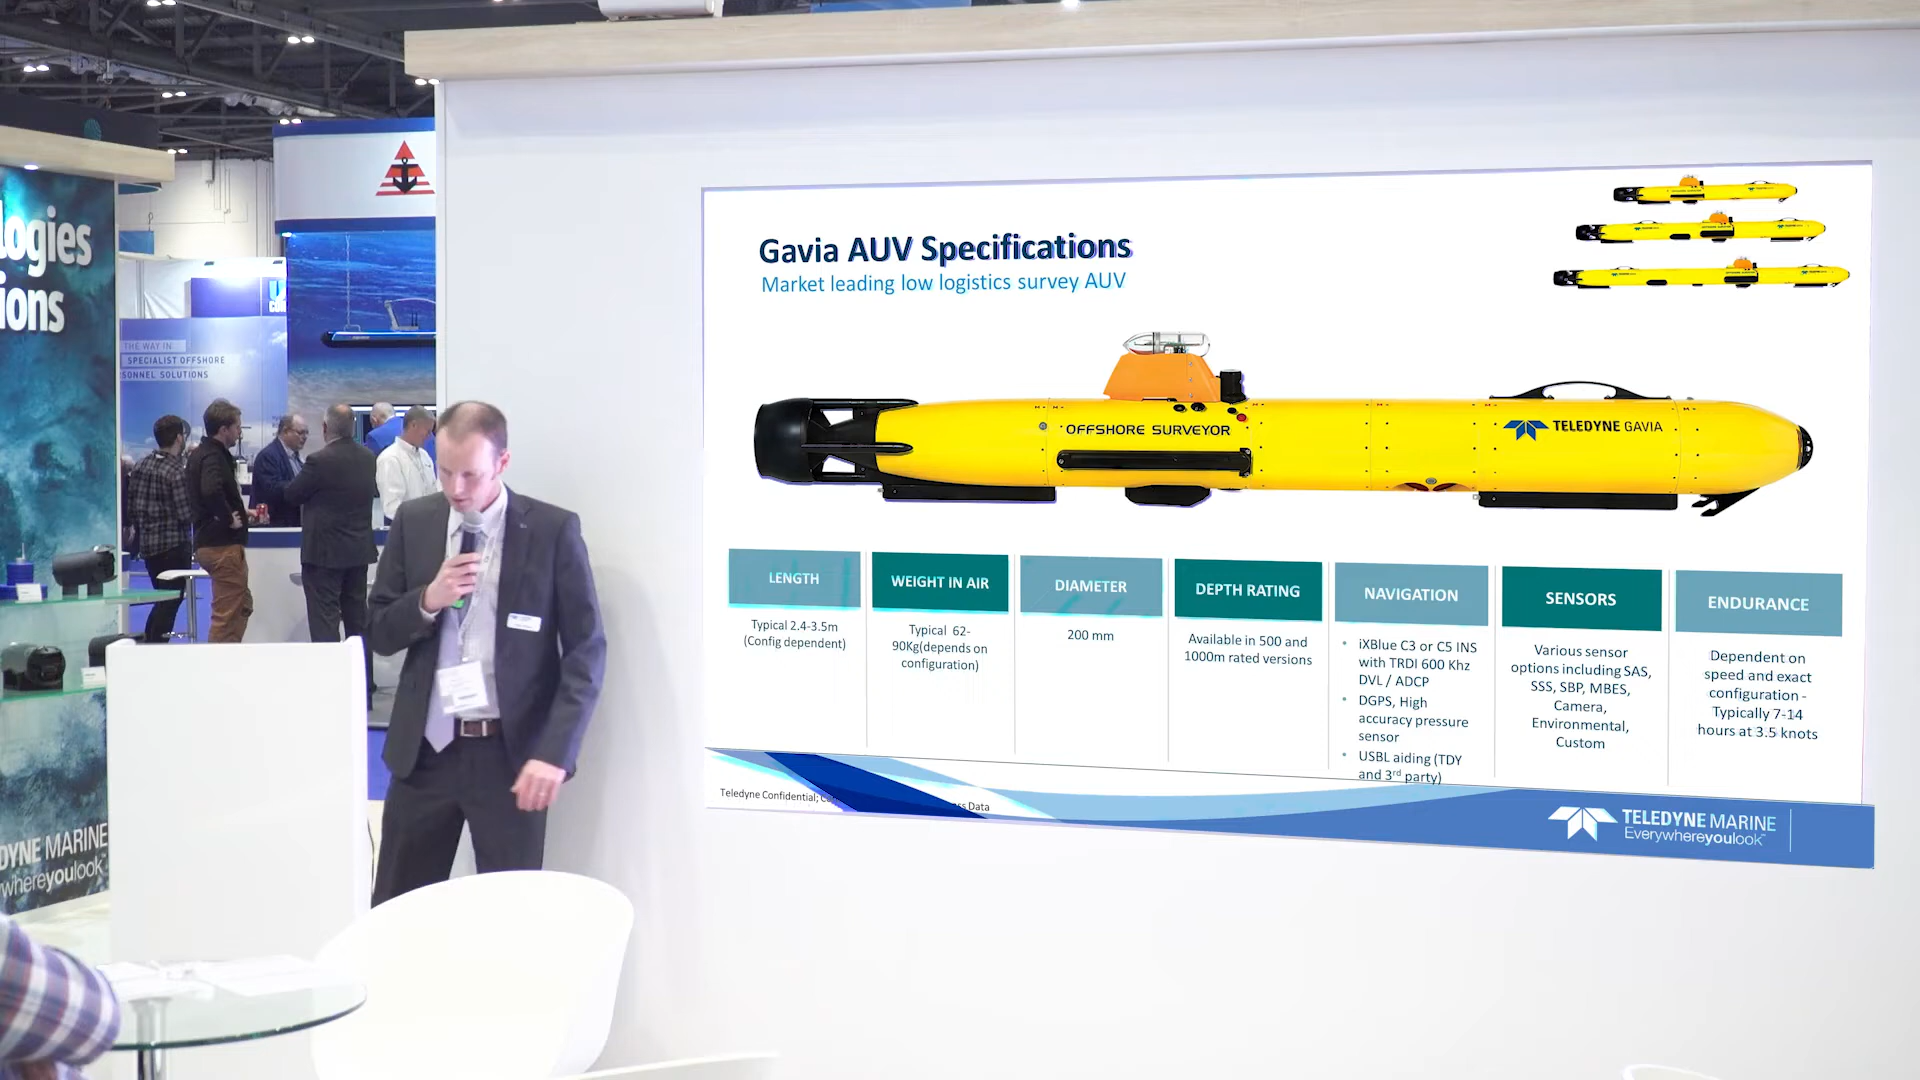 logies
ions
THE WAY IN
SPECIALIST OFFSHORE
SONNEL SOLUTIONS
DYNE MARINE
whereyoulook
Gavia AUV Specifications
Market leading low logistics survey AUV
OFFSHORE SURVEYOR
TELEDYNE GAVIA
LENGTH
Typical 2.4-3.5m
(Config dependent)
WEIGHT IN AIR
Typical 62-
90Kg(depends on
configuration)
DIAMETER
200 mm
DEPTH RATING
Available in 500 and
1000m rated versions
NAVIGATION
• iXBlue C3 or C5 INS
with TRDI 600 Khz
DVL / ADCP
• DGPS, High
accuracy pressure
sensor
• USBL aiding (TDY
and 3rd party)
SENSORS
Various sensor
options including SAS,
SSS, SBP, MBES,
Camera,
Environmental,
Custom
ENDURANCE
Dependent on
speed and exact
configuration -
Typically 7-14
hours at 3.5 knots
Teledyne Confidential; Data
TELEDYNE MARINE
Everywhereyoulook™